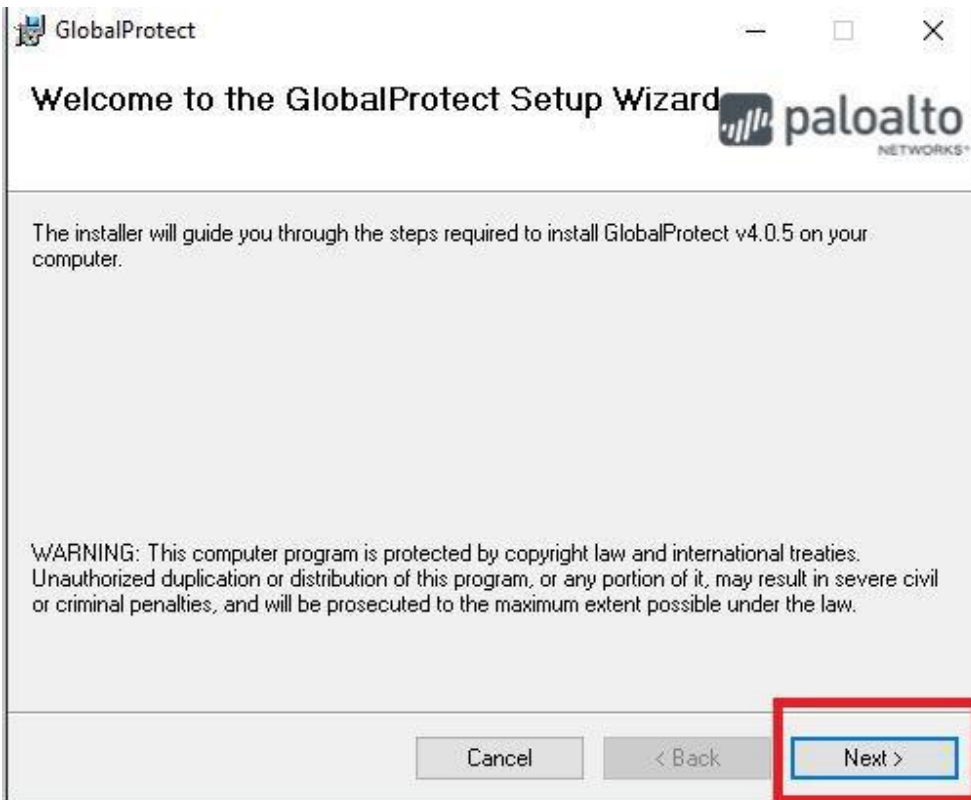 GlobalProtect
Welcome to the GlobalProtect Setup Wizard
paloalto
NETWORKS®
The installer will guide you through the steps required to install GlobalProtect v4.0.5 on your
computer.
WARNING: This computer program is protected by copyright law and international treaties.
Unauthorized duplication or distribution of this program, or any portion of it, may result in severe civil
or criminal penalties, and will be prosecuted to the maximum extent possible under the law.
Cancel
< Back
Next >